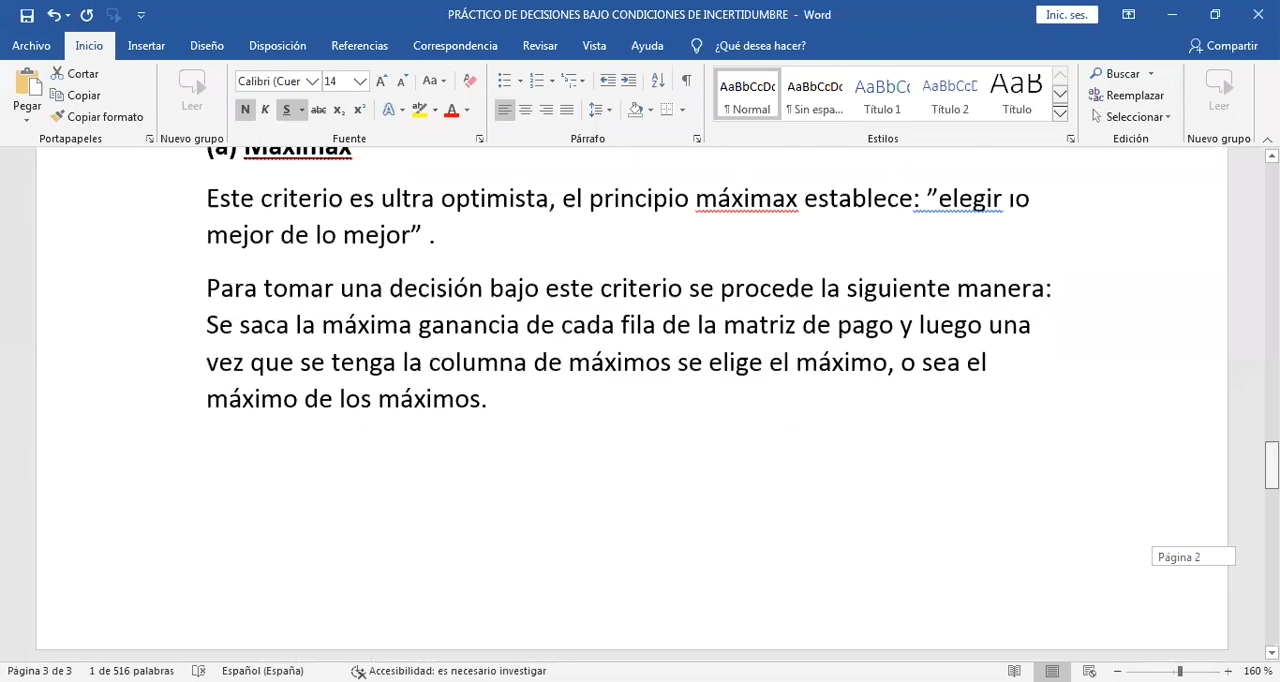 PRÁCTICO DE DECISIONES BAJO CONDICIONES DE INCERTIDUMBRE - Word
Inic. ses.
Archivo Inicio Insertar Diseño Disposición Referencias Correspondencia Revisar Vista Ayuda ¿Qué desea hacer? Compartir
Pegar
Cortar
Copiar
Copiar formato
Portapapeles
Leer
Nuevo grupo
Calibri (Cuer 14
Fuente
Párrafo
AaBbCcDc AaBbCcDc AaBbCc AaBbCcD AaB
¶ Normal ¶ Sin espa... Título 1 Título 2 Título
Estilos
Buscar
Reemplazar
Seleccionar
Edición
Leer
Nuevo grupo
(a) Máximax
Este criterio es ultra optimista, el principio máximax establece: ”elegir lo
mejor de lo mejor” .
Para tomar una decisión bajo este criterio se procede la siguiente manera:
Se saca la máxima ganancia de cada fila de la matriz de pago y luego una
vez que se tenga la columna de máximos se elige el máximo, o sea el
máximo de los máximos.
Página 2
Página 3 de 3 1 de 516 palabras Español (España) Accesibilidad: es necesario investigar 160 %